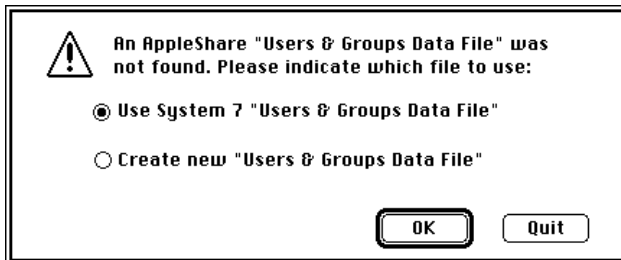 An AppleShare "Users & Groups Data File" was
not found. Please indicate which file to use:
Use System 7 "Users & Groups Data File"
Create new "Users & Groups Data File"
OK
Quit